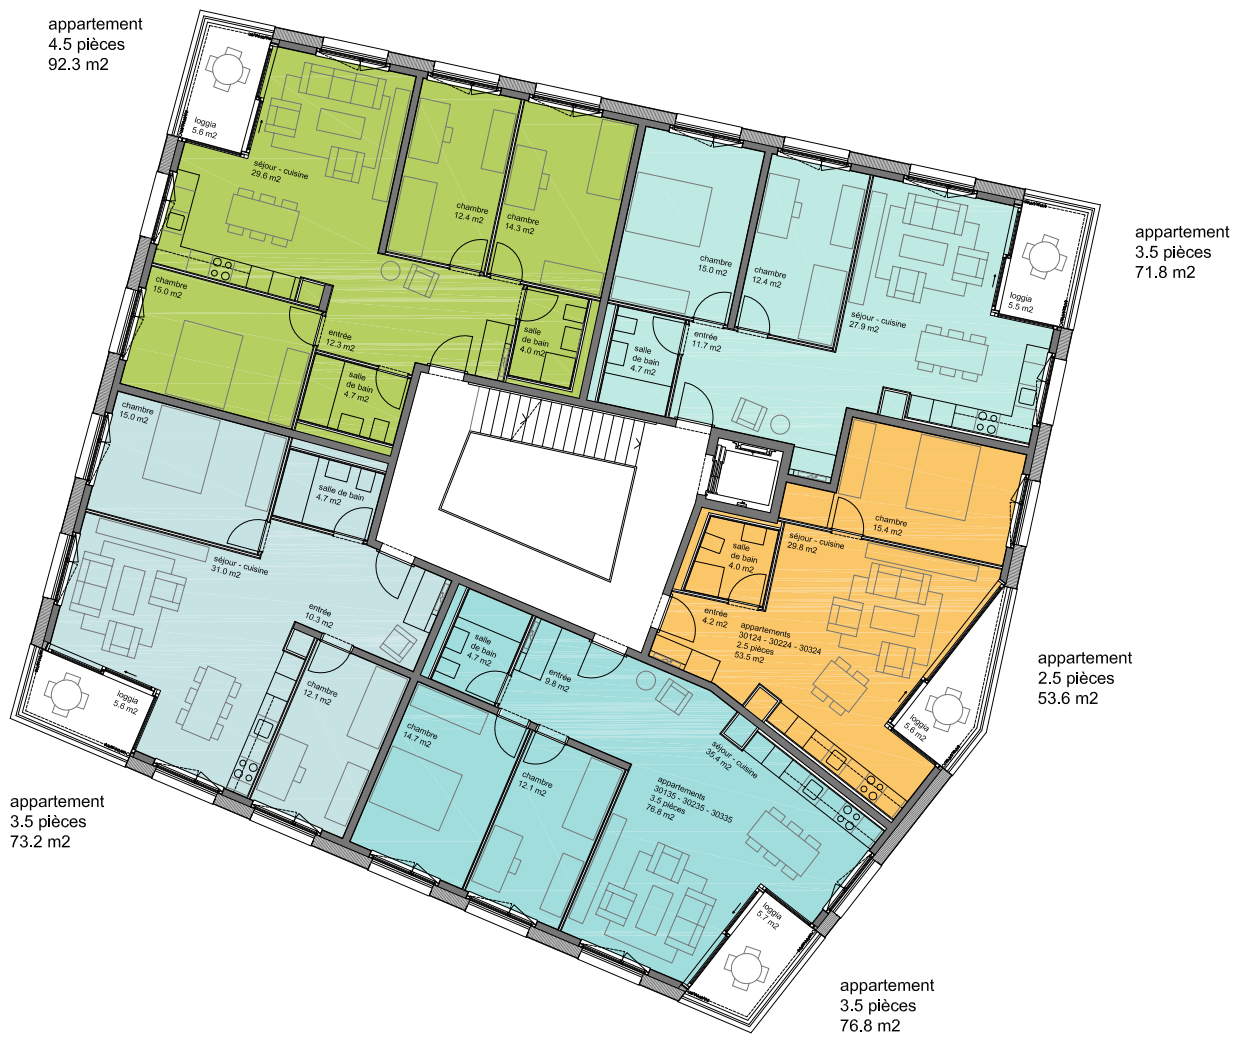 appartement
4.5 pièces
92.3 m2
loggia
5.6 m2
séjour - cuisine
29.6 m2
chambre
12.4 m2
chambre
14.3 m2
chambre
15.0 m2
entrée
12.3 m2
salle
de bain
4.0 m2
salle
de bain
4.7 m2
appartement
3.5 pièces
71.8 m2
chambre
15.0 m2
chambre
12.4 m2
séjour - cuisine
27.9 m2
loggia
5.5 m2
entrée
11.7 m2
salle
de bain
4.7 m2
chambre
15.0 m2
salle de bain
4.7 m2
séjour - cuisine
31.0 m2
entrée
10.3 m2
loggia
5.6 m2
chambre
12.1 m2
appartement
3.5 pièces
73.2 m2
chambre
15.4 m2
séjour - cuisine
29.8 m2
salle
de bain
4.0 m2
entrée
4.2 m2
appartements
30124 - 30224 - 30324
2.5 pièces
53.5 m2
loggia
5.6 m2
appartement
2.5 pièces
53.6 m2
salle
de bain
4.7 m2
entrée
9.8 m2
chambre
14.7 m2
chambre
12.1 m2
séjour - cuisine
35.4 m2
appartements
30135 - 30235 - 30335
3.5 pièces
76.8 m2
loggia
5.7 m2
appartement
3.5 pièces
76.8 m2